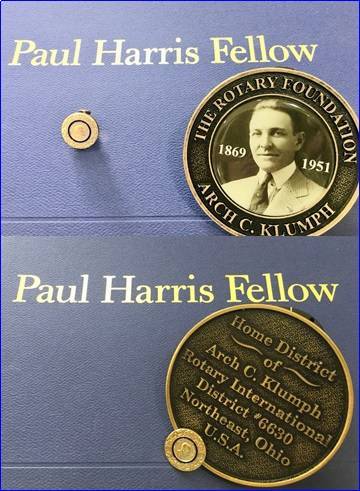 Paul Harris Fellow
THE ROTARY FOUNDATION
1869
1951
ARCH C. KLUMPH
Paul Harris Fellow
Home District
of
Arch C. Klumph
Rotary International
District #6630
Northeast, Ohio
U.S.A.